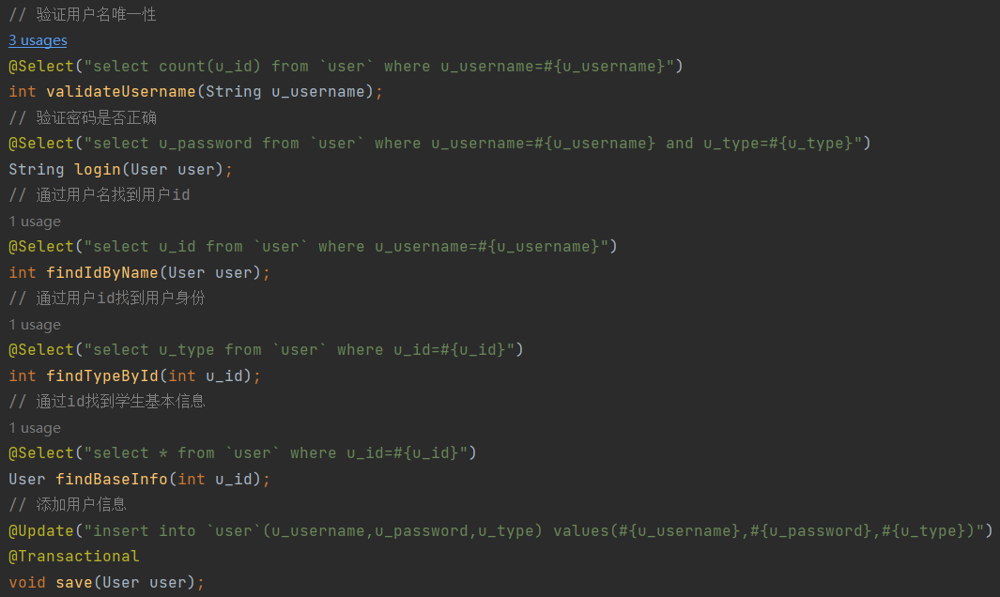 // 验证用户名唯一性
3 usages
@Select("select count(u_id) from `user` where u_username=#{u_username}")
int validateUsername(String u_username);
// 验证密码是否正确
@Select("select u_password from `user` where u_username=#{u_username} and u_type=#{u_type}")
String login(User user);
// 通过用户名找到用户id
1 usage
@Select("select u_id from `user` where u_username=#{u_username}")
int findIdByName(User user);
// 通过用户id找到用户身份
1 usage
@Select("select u_type from `user` where u_id=#{u_id}")
int findTypeById(int u_id);
// 通过id找到学生基本信息
1 usage
@Select("select * from `user` where u_id=#{u_id}")
User findBaseInfo(int u_id);
// 添加用户信息
@Update("insert into `user`(u_username,u_password,u_type) values(#{u_username},#{u_password},#{u_type})")
@Transactional
void save(User user);